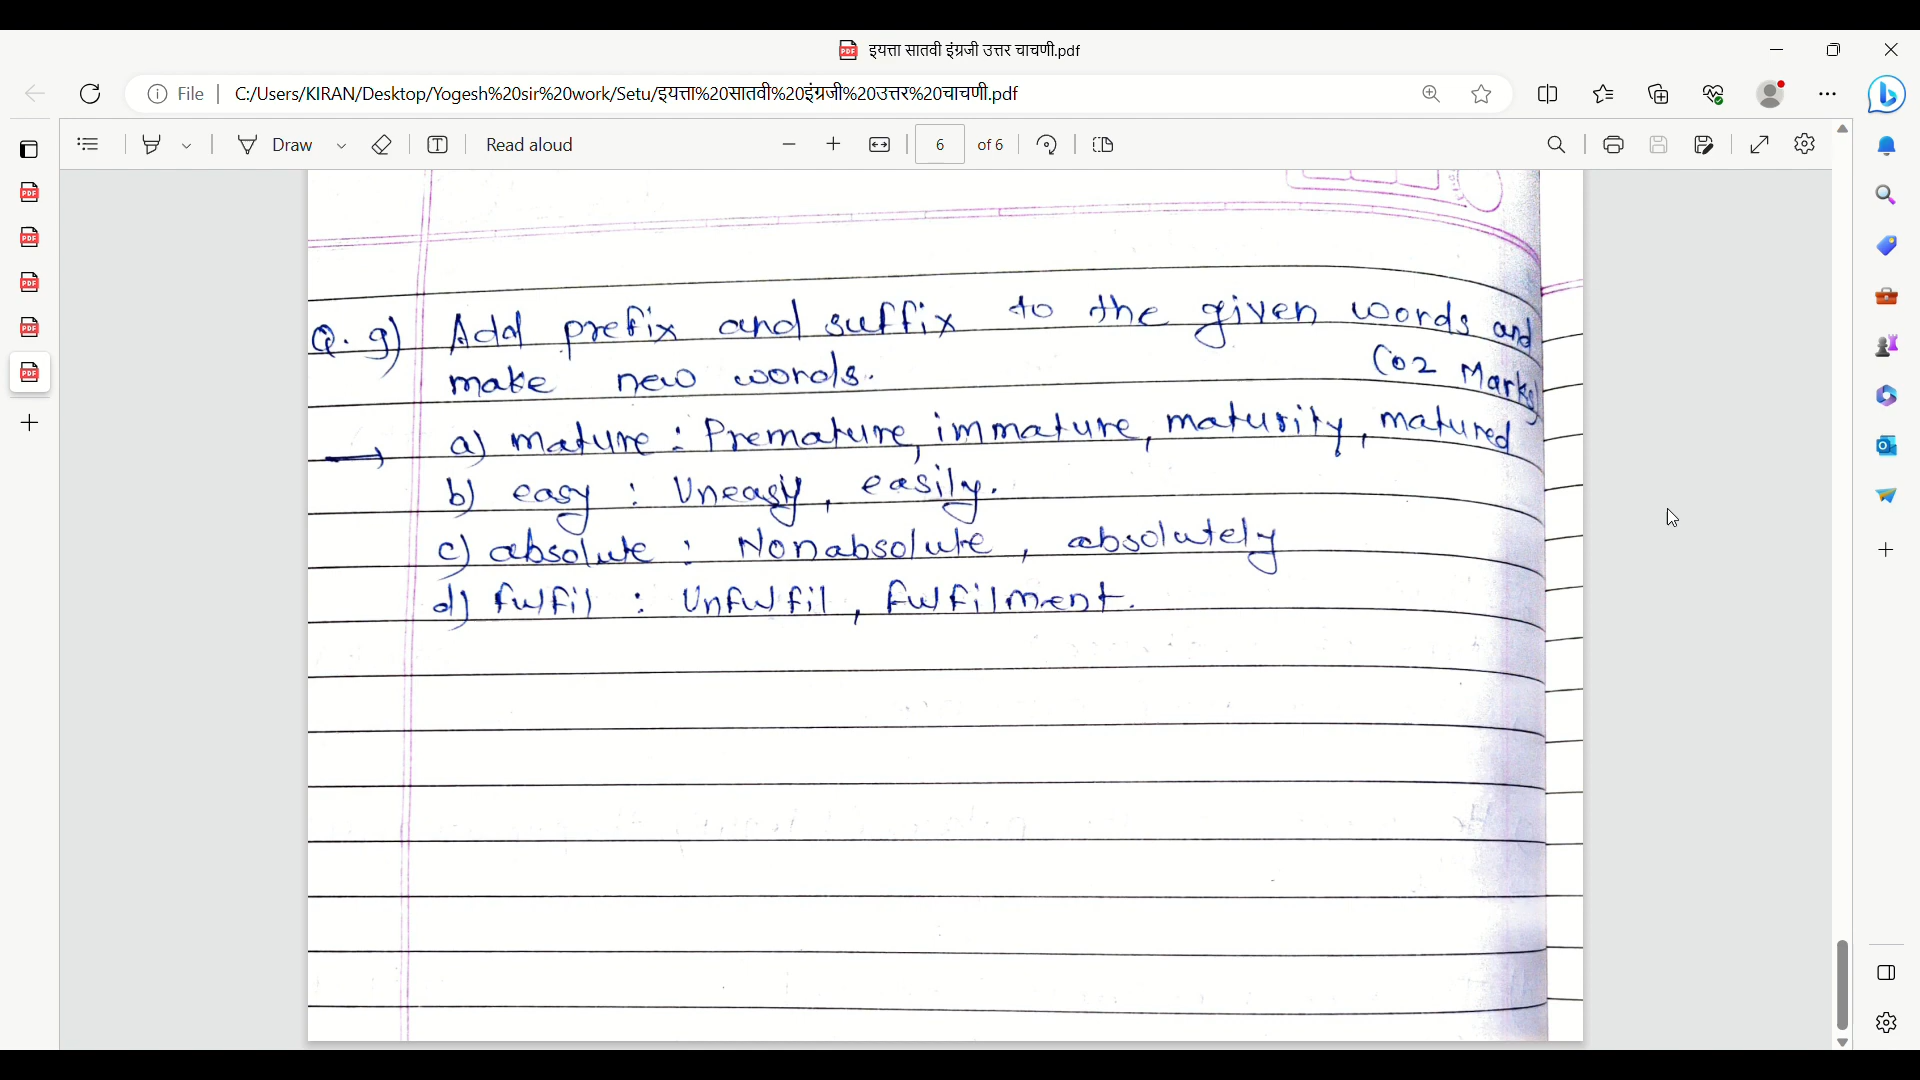 इयत्ता सातवी इंग्रजी उत्तर चाचणी.pdf
File | C:/Users/KIRAN/Desktop/Yogesh%20sir%20work/Setu/इयत्ता%20सातवी%20इंग्रजी%20उत्तर%20चाचणी.pdf
Draw Read aloud 6 of 6
Q. 9) Add prefix and suffix to the given words and
make new words. (02 Marks)
a) mature : Premature, immature, maturity, matured
b) easy : Uneasy, easily.
c) absolute : Nonabsolute, absolutely
d) fulfil : Unfulfil, fulfilment.